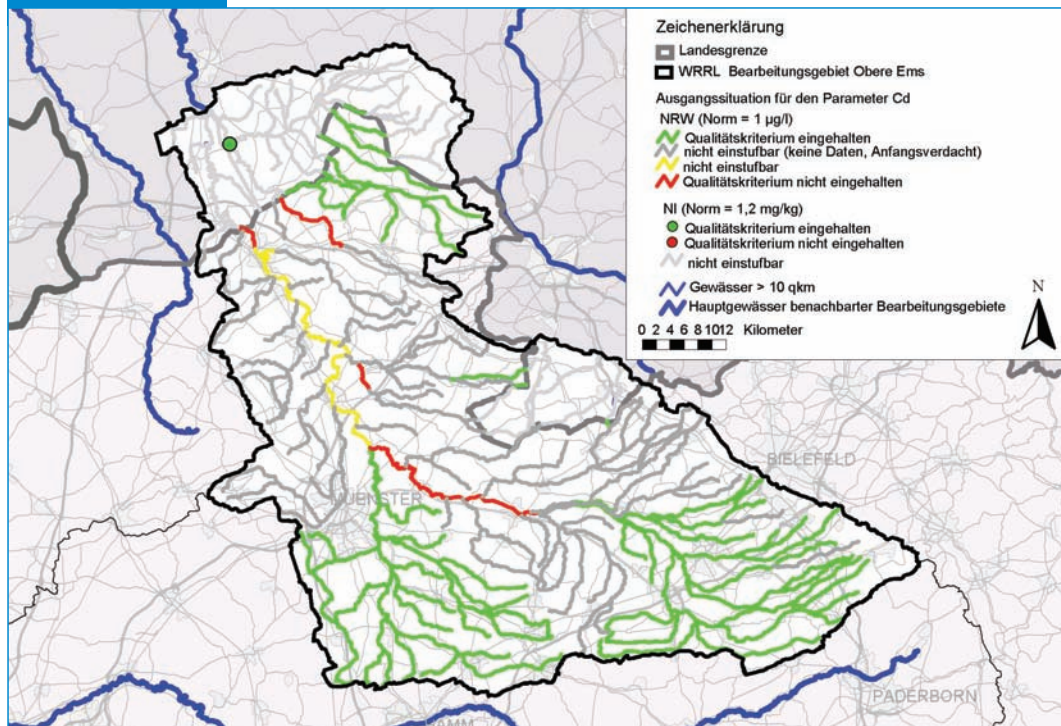 Zeichenerklärung
Landesgrenze
WRRL Bearbeitungsgebiet Obere Ems
Ausgangssituation für den Parameter Cd
NRW (Norm = 1 µg/l)
Qualitätskriterium eingehalten
nicht einstufbar (keine Daten, Anfangsverdacht)
nicht einstufbar
Qualitätskriterium nicht eingehalten
NI (Norm = 1,2 mg/kg)
Qualitätskriterium eingehalten
Qualitätskriterium nicht eingehalten
nicht einstufbar
Gewässer > 10 qkm
Hauptgewässer benachbarter Bearbeitungsgebiete
N
0 2 4 6 8 1012 Kilometer
BIELEFELD
MUENSTER
PADERBORN
HAMM